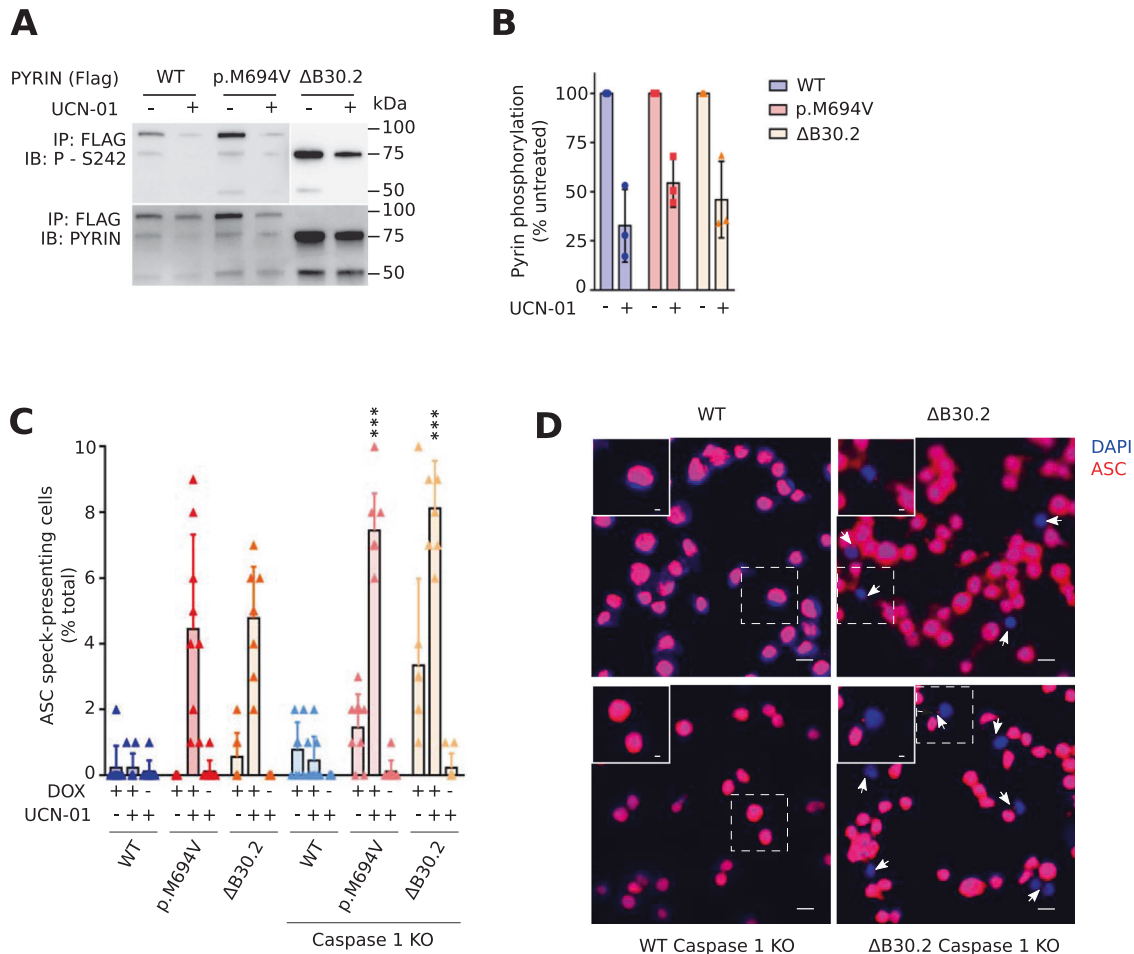 A
PYRIN (Flag) WT p.M694V ΔB30.2
UCN-01 - + - + - + kDa
IP: FLAG
IB: P - S242
100
75
50
IP: FLAG
IB: PYRIN
100
75
50
B
Pyrin phosphorylation
(% untreated)
100
75
50
25
0
UCN-01 - + - + - +
WT
p.M694V
ΔB30.2
C
ASC speck-presenting cells
(% total)
10
8
6
4
2
0
*** ***
DOX + + - + + - + + - + + - + + - + + -
UCN-01 - + + - + + - + + - + + - + + - + +
WT p.M694V ΔB30.2 WT p.M694V ΔB30.2
Caspase 1 KO
D
WT ΔB30.2
DAPI
ASC
WT Caspase 1 KO ΔB30.2 Caspase 1 KO